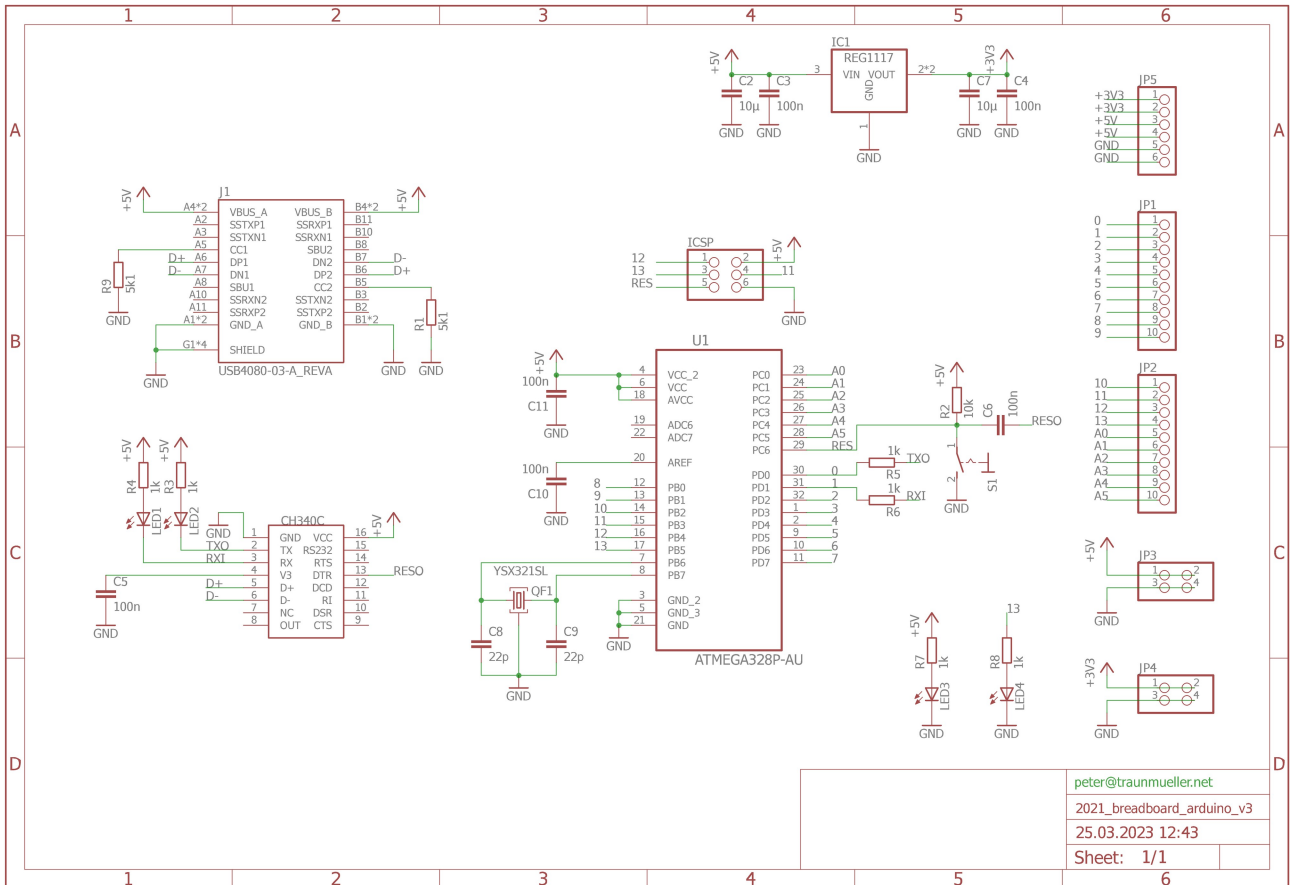 1 2 3 4 5 6
A A
B B
C C
D D
1 2 3 4 5 6
IC1
REG1117
+5V 3 VIN VOUT 2*2 +3V3
GND
1
C2 C3 C7 C4
10µ 100n 10µ 100n
GND GND GND GND
GND
JP5
+3V3 1
+3V3 2
+5V 3
+5V 4
GND 5
GND 6
J1
+5V A4*2 VBUS_A VBUS_B B4*2 +5V
A2 SSTXP1 SSRXP1 B11
A3 SSTXN1 SSRXN1 B10
A5 CC1 SBU2 B8
D+ A6 DP1 DN2 B7 D-
D- A7 DN1 DP2 B6 D+
A8 SBU1 CC2 B5
A10 SSRXN2 SSTXN2 B3
A11 SSRXP2 SSTXP2 B2
A1*2 GND_A GND_B B1*2
G1*4 SHIELD
USB4080-03-A_REVA
R9 5k1
GND
R1 5k1
GND GND GND
JP1
0 1
1 2
2 3
3 4
4 5
5 6
6 7
7 8
8 9
9 10
ICSP
12 1 2 +5V
13 3 4 11
RES 5 6
GND
U1
4 VCC_2 PC0 23 A0
6 VCC PC1 24 A1
18 AVCC PC2 25 A2
PC3 26 A3
19 ADC6 PC4 27 A4
22 ADC7 PC5 28 A5
PC6 29 RES
20 AREF
PD0 30 0
8 12 PB0 PD1 31 1
9 13 PB1 PD2 32 2
10 14 PB2 PD3 1 3
11 15 PB3 PD4 2 4
12 16 PB4 PD5 9 5
13 17 PB5 PD6 10 6
7 PB6 PD7 11 7
8 PB7
3 GND_2
5 GND_3
21 GND
GND
ATMEGA328P-AU
+5V
100n
C11
GND
100n
C10
GND
YSX321SL
QF1
C8 C9
22p 22p
GND
+5V
R2 10k
C6 100n
RESO
1
2
S1
GND
1k TXO
R5
1k RXI
R6
JP2
10 1
11 2
12 3
13 4
A0 5
A1 6
A2 7
A3 8
A4 9
A5 10
+5V +5V
R4 1k R3 1k
LED1 LED2
GND
TXO
RXI
CH340C
1 GND VCC 16 +5V
2 TX RS232 15
3 RX RTS 14
4 V3 DTR 13 RESO
D+ 5 D+ DCD 12
D- 6 D- RI 11
7 NC DSR 10
8 OUT CTS 9
C5
100n
GND
+5V 13
R7 1k R8 1k
LED3 LED4
GND GND
JP3
+5V 1 2
3 4
GND
JP4
+3V3 1 2
3 4
GND
peter@traunmueller.net
2021_breadboard_arduino_v3
25.03.2023 12:43
Sheet: 1/1